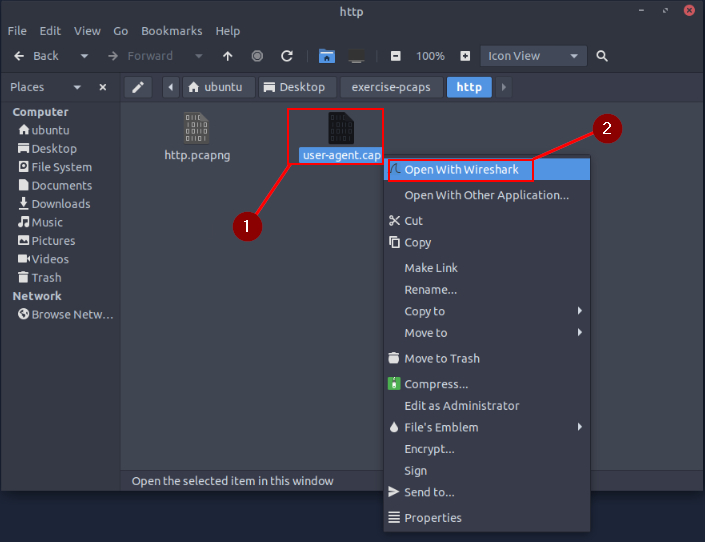 http
File Edit View Go Bookmarks Help
Back Forward 100% Icon View
Places ubuntu Desktop exercise-pcaps http
Computer
ubuntu
Desktop
File System
Documents
Downloads
Music
Pictures
Videos
Trash
Network
Browse Netw...
http.pcapng
user-agent.cap
1
2
Open With Wireshark
Open With Other Application...
Cut
Copy
Make Link
Rename...
Copy to
Move to
Move to Trash
Compress...
Edit as Administrator
File's Emblem
Encrypt...
Sign
Send to...
Properties
Open the selected item in this window